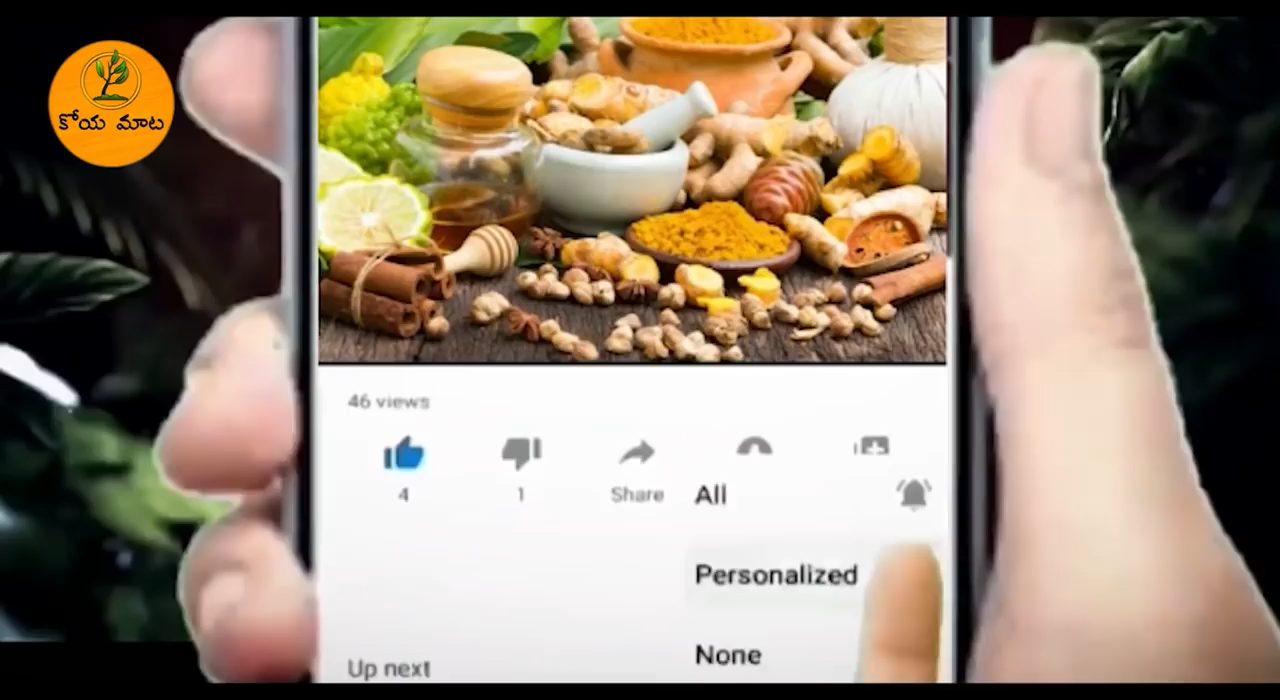 కోయ మాట
46 views
4
1
Share
All
Personalized
None
Up next